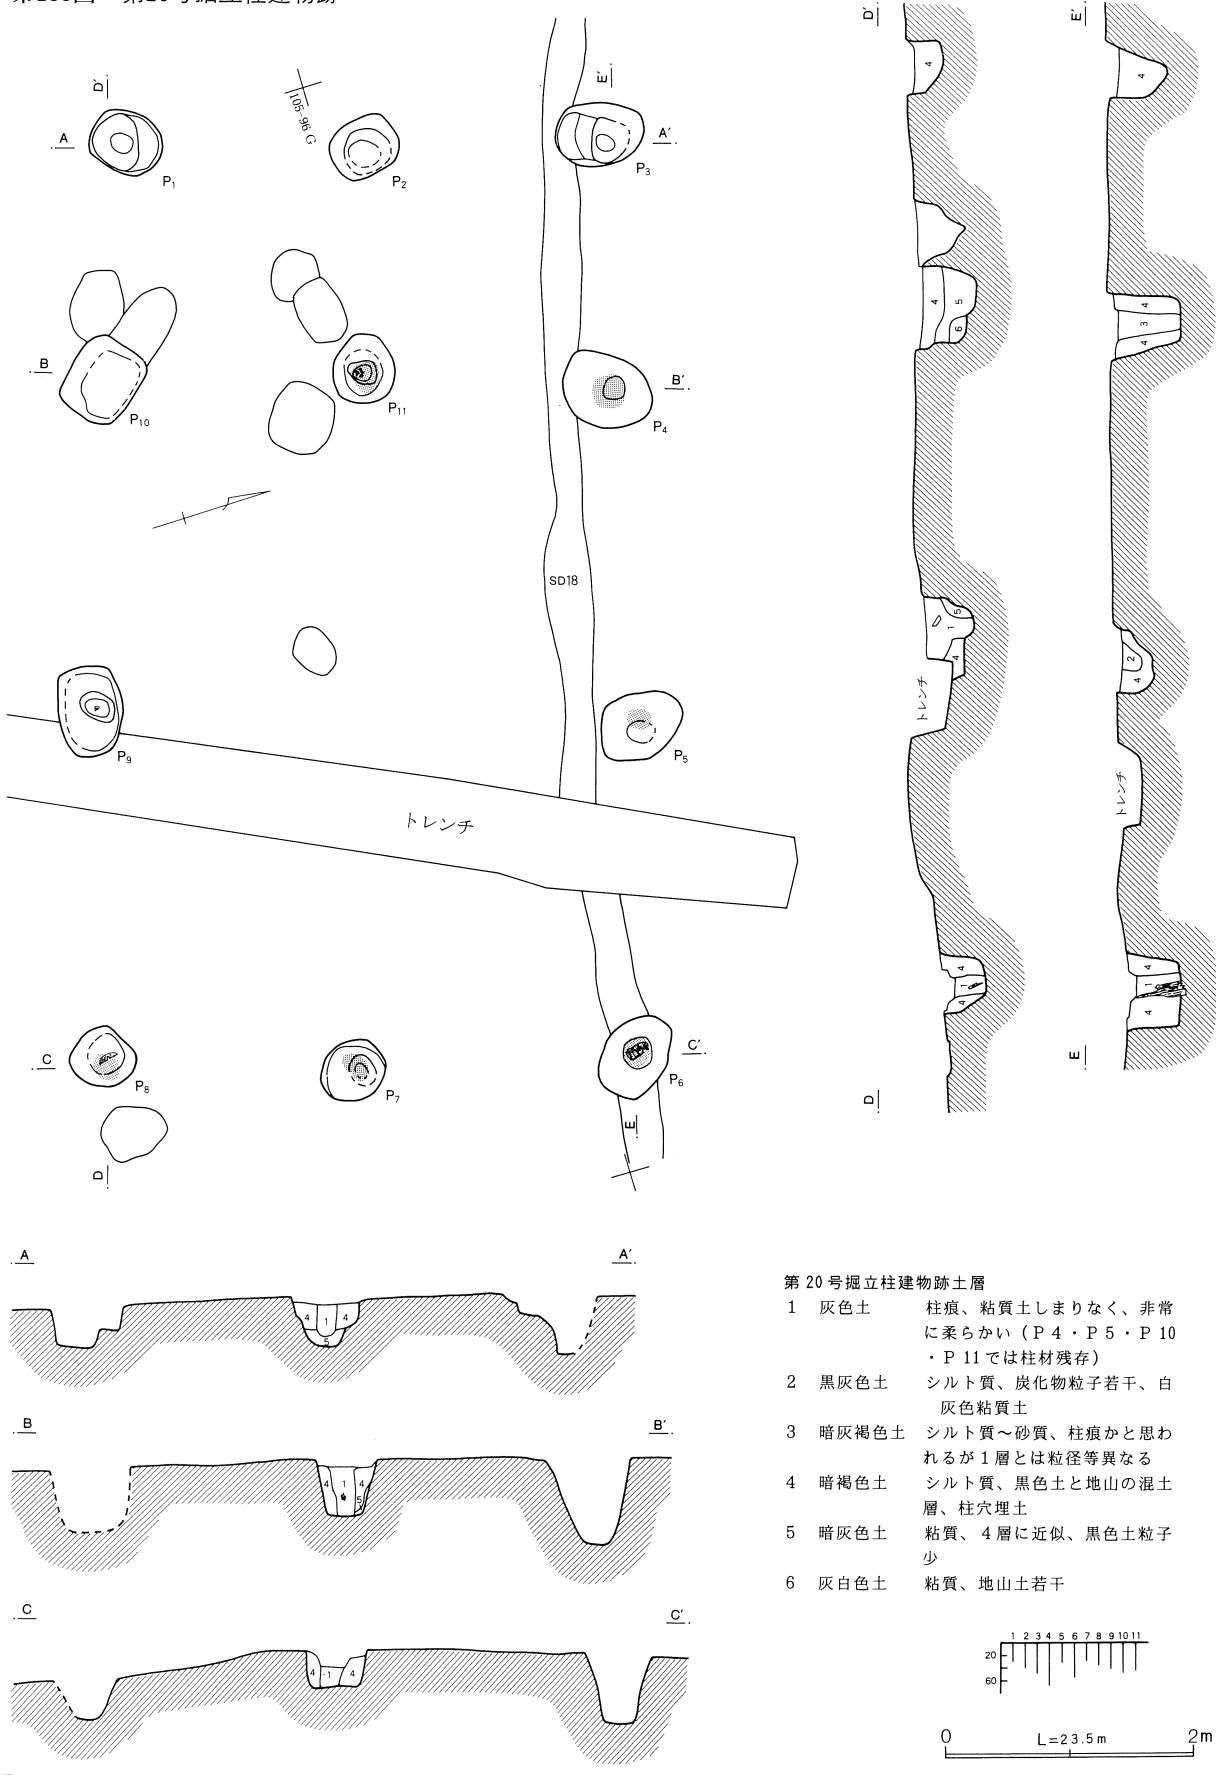 D′
105-96 G
E′
A
A′
P1
P2
P3
B
B′
P10
P11
P4
SD18
P9
P5
トレンチ
C
C′
P8
P7
P6
E
D
D′
4
4
5
6
5
1
4
トレンチ
4
1
4
D
E′
4
4
3
4
2
4
トレンチ
4
1
4
E
A
A′
4
1
4
5
B
B′
4
1
4
5
C
C′
4
1
4
第20号掘立柱建物跡土層
1 灰色土 柱痕、粘質土しまりなく、非常
に柔らかい（P4・P5・P10
・P11では柱材残存）
2 黒灰色土 シルト質、炭化物粒子若干、白
灰色粘質土
3 暗灰褐色土 シルト質～砂質、柱痕かと思わ
れるが1層とは粒径等異なる
4 暗褐色土 シルト質、黒色土と地山の混土
層、柱穴埋土
5 暗灰色土 粘質、4層に近似、黒色土粒子
少
6 灰白色土 粘質、地山土若干
1 2 3 4 5 6 7 8 9 10 11
20
60
0 L=23.5m 2m